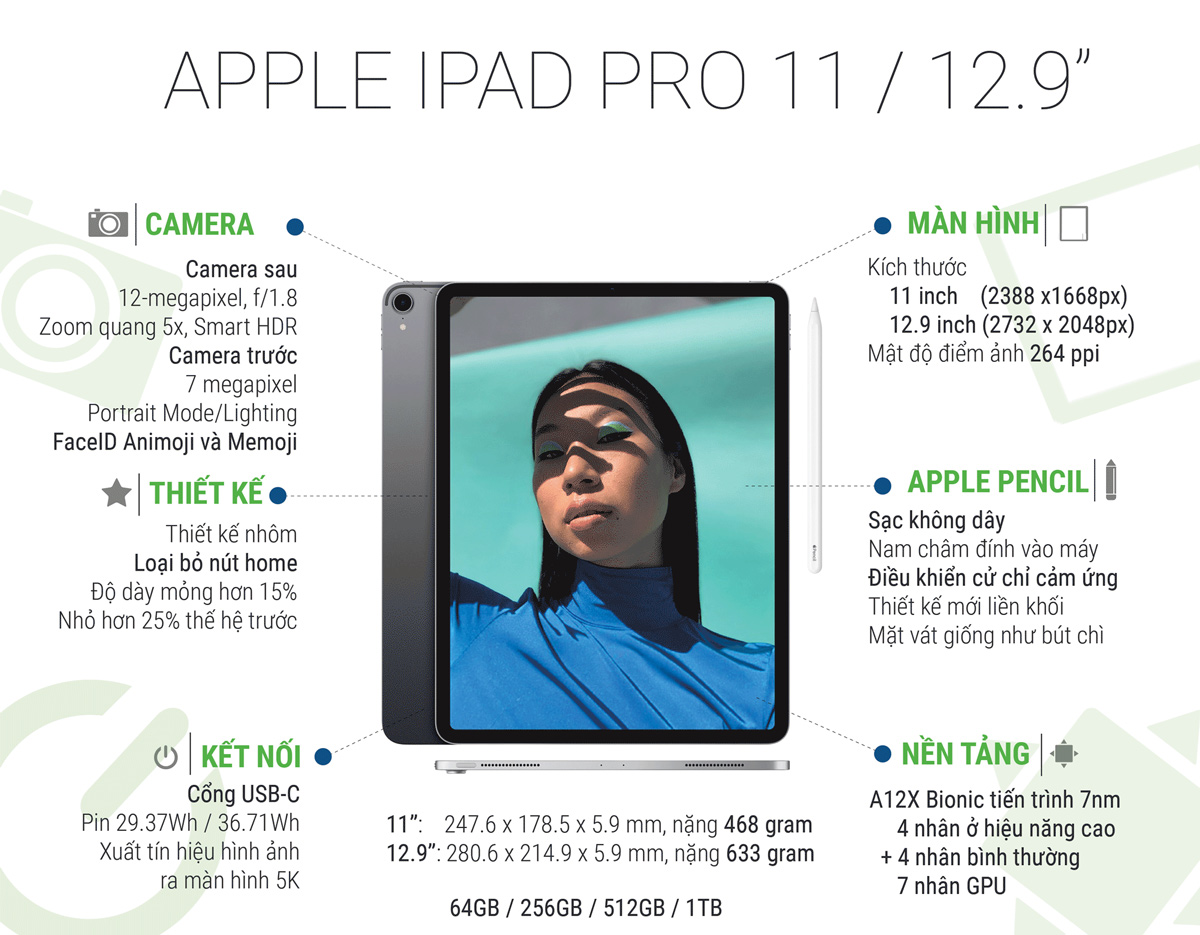 APPLE IPAD PRO 11 / 12.9”
CAMERA
Camera sau
12-megapixel, f/1.8
Zoom quang 5x, Smart HDR
Camera trước
7 megapixel
Portrait Mode/Lighting
FaceID Animoji và Memoji
THIẾT KẾ
Thiết kế nhôm
Loại bỏ nút home
Độ dày mỏng hơn 15%
Nhỏ hơn 25% thế hệ trước
KẾT NỐI
Cổng USB-C
Pin 29.37Wh / 36.71Wh
Xuất tín hiệu hình ảnh
ra màn hình 5K
MÀN HÌNH
Kích thước
11 inch (2388 x1668px)
12.9 inch (2732 x 2048px)
Mật độ điểm ảnh 264 ppi
APPLE PENCIL
Sạc không dây
Nam châm đính vào máy
Điều khiển cử chỉ cảm ứng
Thiết kế mới liền khối
Mặt vát giống như bút chì
NỀN TẢNG
A12X Bionic tiến trình 7nm
4 nhân ở hiệu năng cao
+ 4 nhân bình thường
7 nhân GPU
11”: 247.6 x 178.5 x 5.9 mm, nặng 468 gram
12.9”: 280.6 x 214.9 x 5.9 mm, nặng 633 gram
64GB / 256GB / 512GB / 1TB